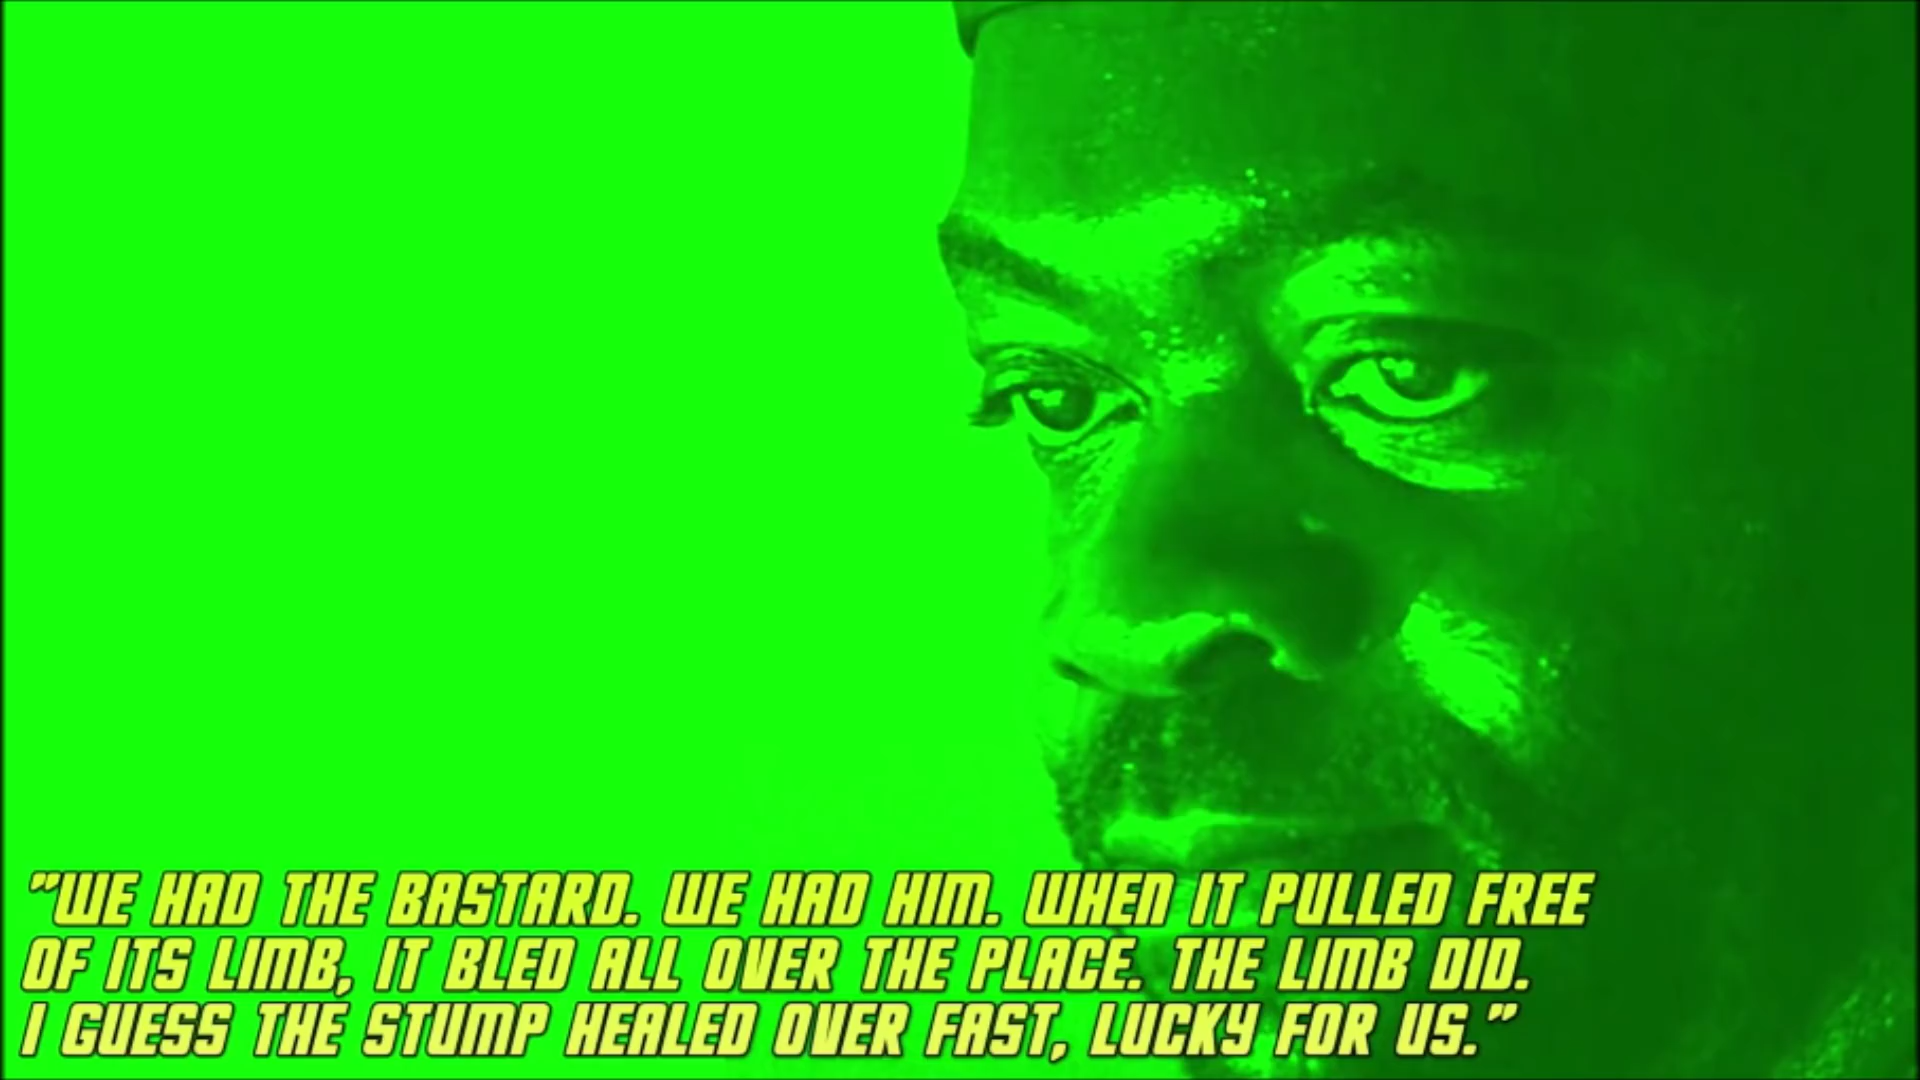 "WE HAD THE BASTARD. WE HAD HIM. WHEN IT PULLED FREE
OF ITS LIMB, IT BLED ALL OVER THE PLACE. THE LIMB DID.
I GUESS THE STUMP HEALED OVER FAST, LUCKY FOR US."